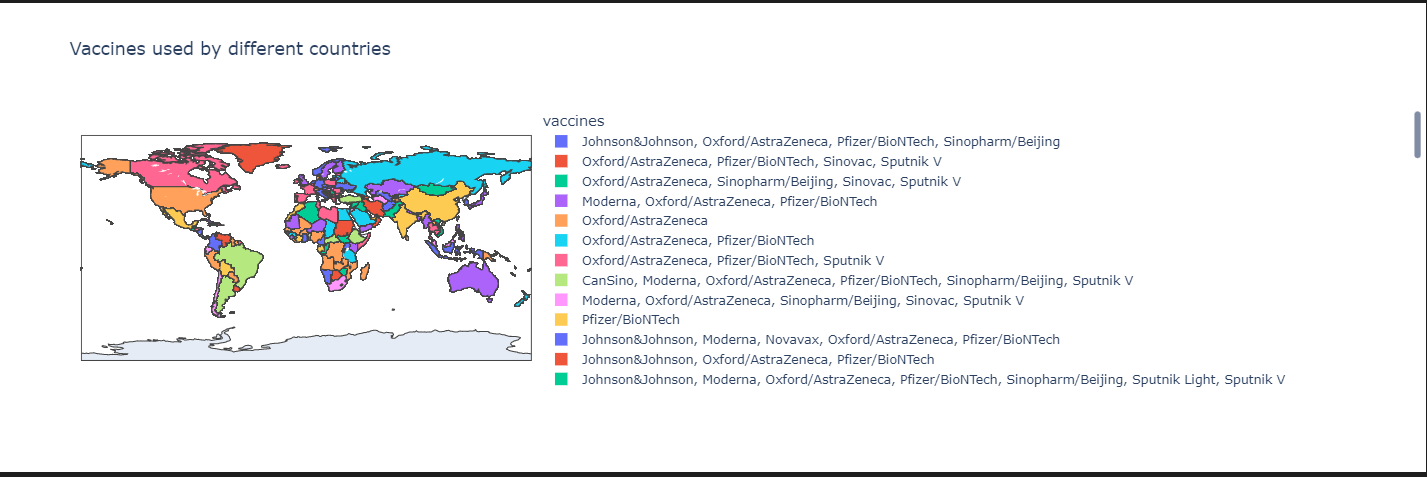 Vaccines used by different countries
vaccines
Johnson&Johnson, Oxford/AstraZeneca, Pfizer/BioNTech, Sinopharm/Beijing
Oxford/AstraZeneca, Pfizer/BioNTech, Sinovac, Sputnik V
Oxford/AstraZeneca, Sinopharm/Beijing, Sinovac, Sputnik V
Moderna, Oxford/AstraZeneca, Pfizer/BioNTech
Oxford/AstraZeneca
Oxford/AstraZeneca, Pfizer/BioNTech
Oxford/AstraZeneca, Pfizer/BioNTech, Sputnik V
CanSino, Moderna, Oxford/AstraZeneca, Pfizer/BioNTech, Sinopharm/Beijing, Sputnik V
Moderna, Oxford/AstraZeneca, Sinopharm/Beijing, Sinovac, Sputnik V
Pfizer/BioNTech
Johnson&Johnson, Moderna, Novavax, Oxford/AstraZeneca, Pfizer/BioNTech
Johnson&Johnson, Oxford/AstraZeneca, Pfizer/BioNTech
Johnson&Johnson, Moderna, Oxford/AstraZeneca, Pfizer/BioNTech, Sinopharm/Beijing, Sputnik Light, Sputnik V